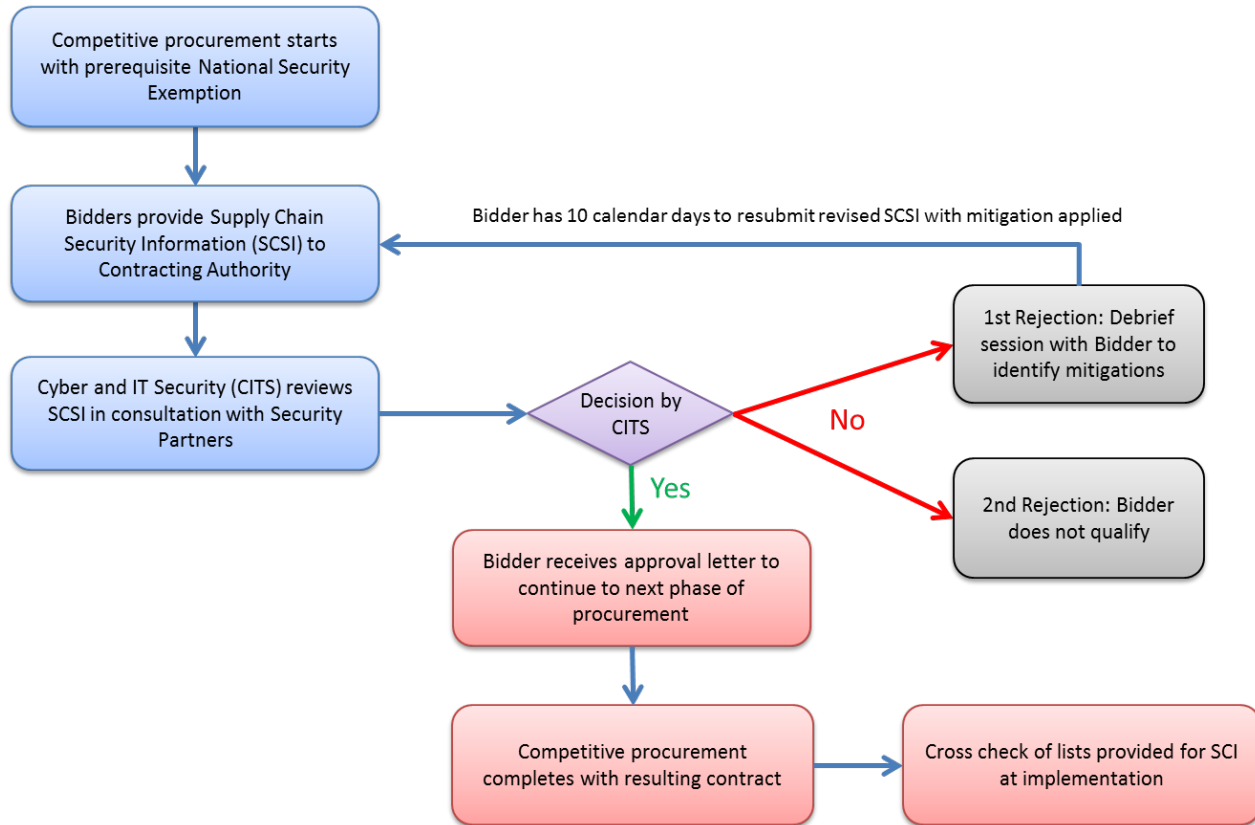 Competitive procurement starts
with prerequisite National Security
Exemption
Bidders provide Supply Chain
Security Information (SCSI) to
Contracting Authority
Bidder has 10 calendar days to resubmit revised SCSI with mitigation applied
1st Rejection: Debrief
session with Bidder to
identify mitigations
Cyber and IT Security (CITS) reviews
SCSI in consultation with Security
Partners
Decision by
CITS
No
Yes
2nd Rejection: Bidder
does not qualify
Bidder receives approval letter to
continue to next phase of
procurement
Competitive procurement
completes with resulting contract
Cross check of lists provided for SCI
at implementation